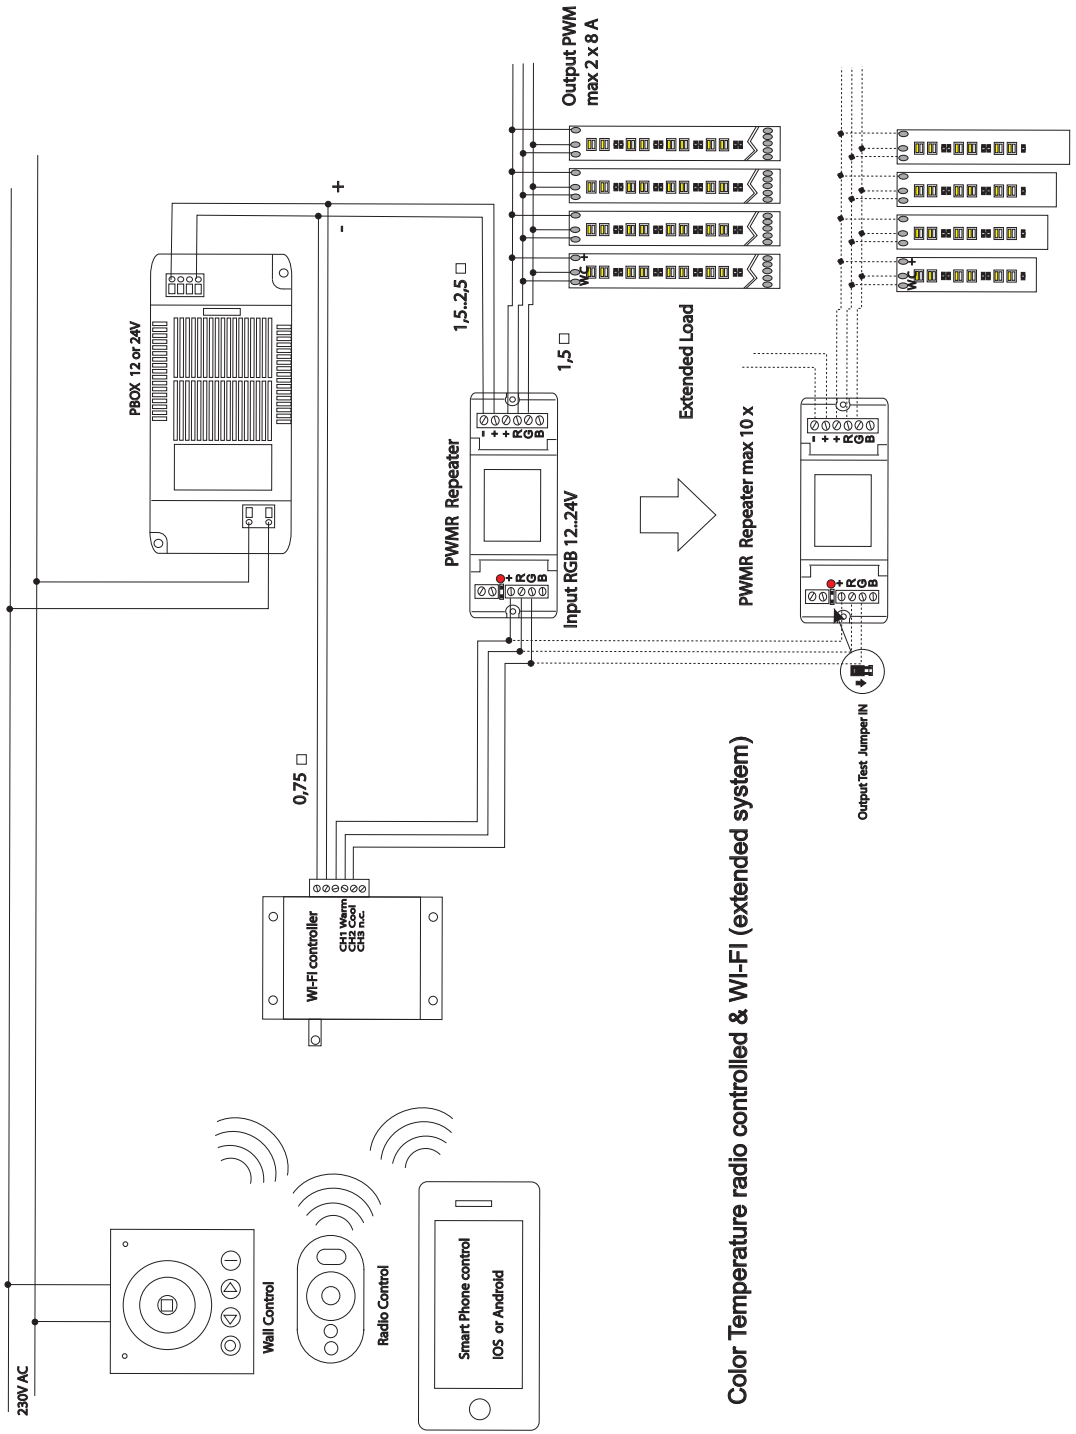 230V AC
Wall Control
Radio Control
Smart Phone control
IOS or Android
WI-FI controller
CH1 Warm
CH2 Cool
CH3 n.c.
0,75 □
PBOX 12 or 24V
+
-
1,5..2,5 □
1,5 □
PWMR Repeater
Input RGB 12..24V
+
R
G
B
-
+
+
R
G
B
Output PWM
max 2 x 8 A
WC +
Extended Load
PWMR Repeater max 10 x
+
R
G
B
-
+
+
R
G
B
WC +
Output Test Jumper IN
Color Temperature radio controlled & WI-FI (extended system)